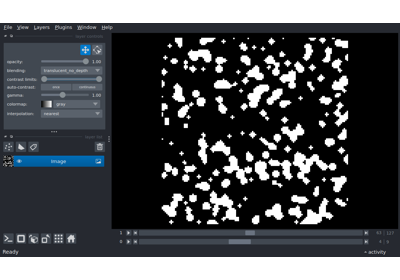 File View Layers Plugins Window Help
opacity: 1.00
blending: translucent_no_depth
contrast limits:
auto-contrast: once continuous
gamma: 1.00
colormap: gray
interpolation: nearest
Image
1
0
Ready
activity